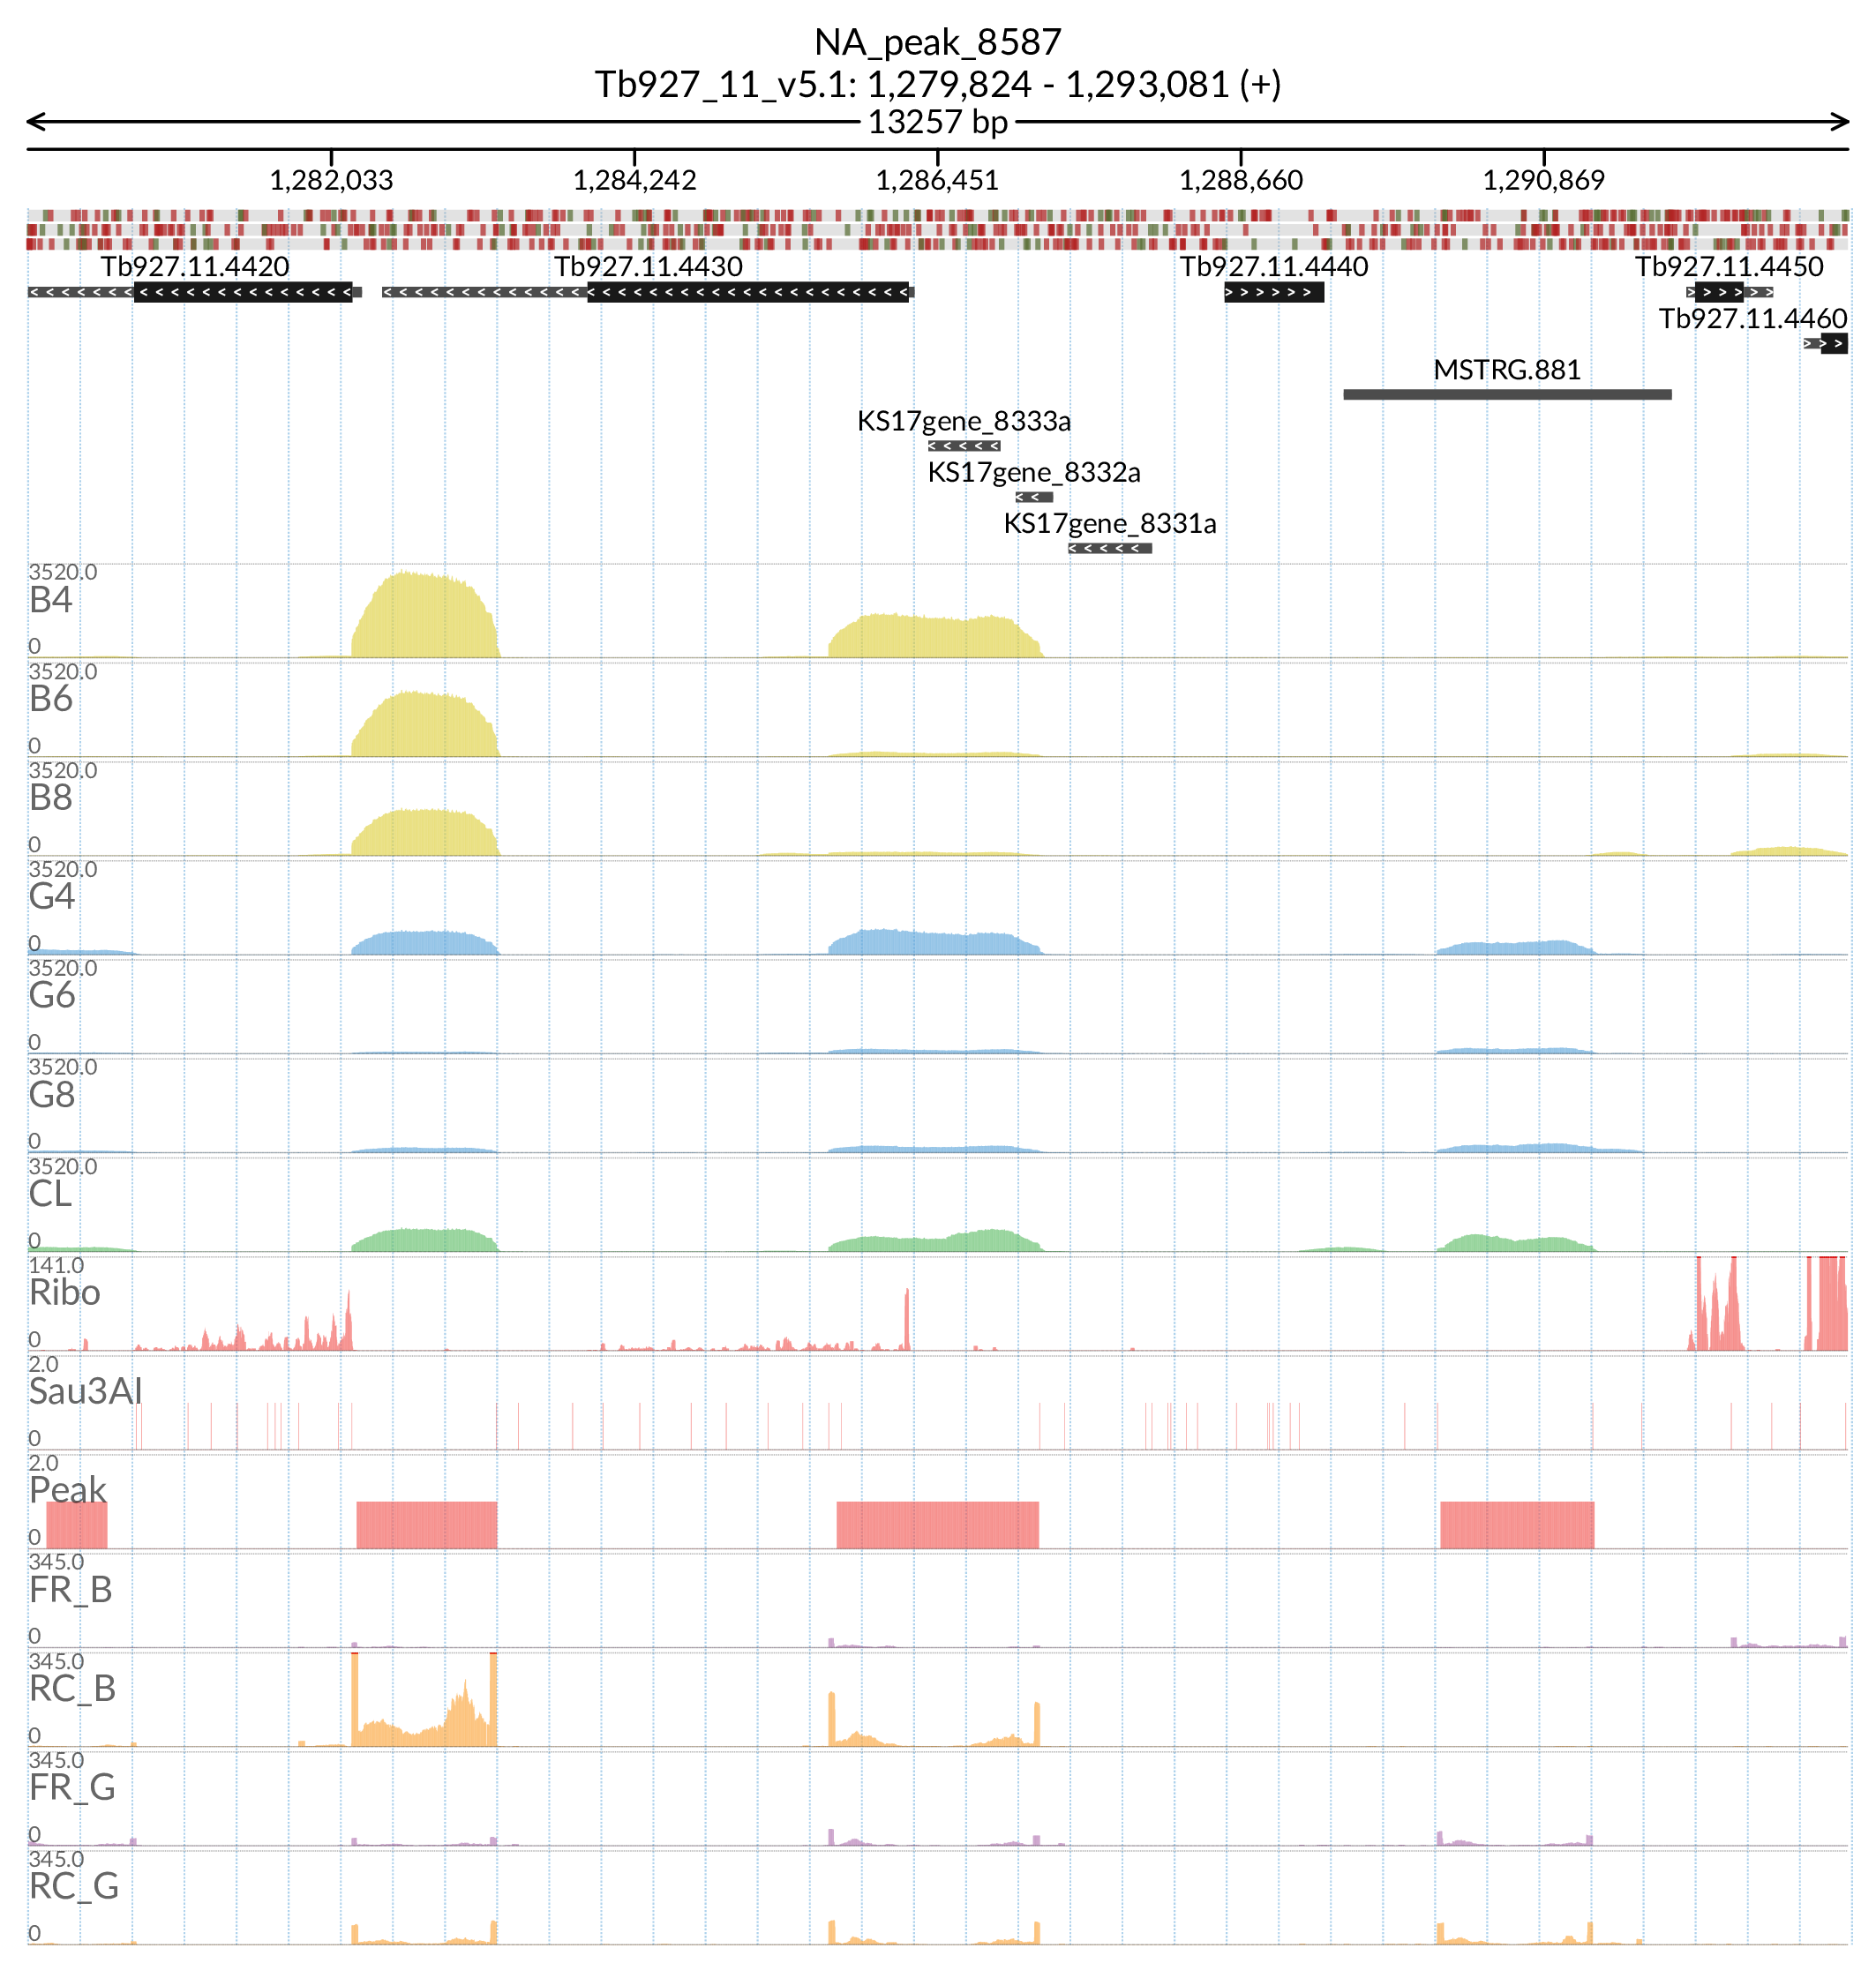 NA_peak_8587
Tb927_11_v5.1: 1,279,824 - 1,293,081 (+)
13257 bp
1,282,033 1,284,242 1,286,451 1,288,660 1,290,869
Tb927.11.4420 Tb927.11.4430 Tb927.11.4440 Tb927.11.4450
Tb927.11.4460
MSTRG.881
KS17gene_8333a
KS17gene_8332a
KS17gene_8331a
3520.0
B4
0
3520.0
B6
0
3520.0
B8
0
3520.0
G4
0
3520.0
G6
0
3520.0
G8
0
3520.0
CL
0
141.0
Ribo
0
2.0
Sau3AI
0
2.0
Peak
0
345.0
FR_B
0
345.0
RC_B
0
345.0
FR_G
0
345.0
RC_G
0